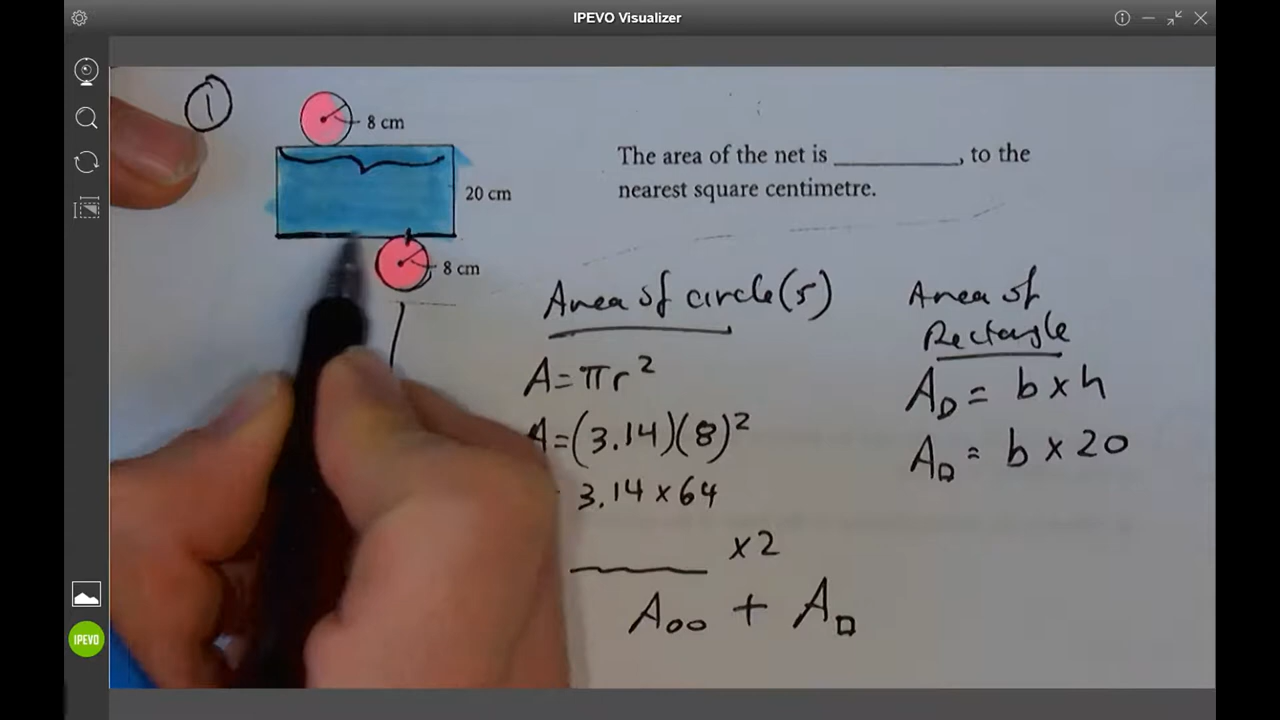 IPEVO Visualizer
1
8 cm
20 cm
8 cm
The area of the net is __________, to the
nearest square centimetre.
Area of circle(s)
A = πr²
A = (3.14)(8)²
3.14 x 64
x 2
A○○ + A□
Area of
Rectangle
A□ = b x h
A□ = b x 20
IPEVO